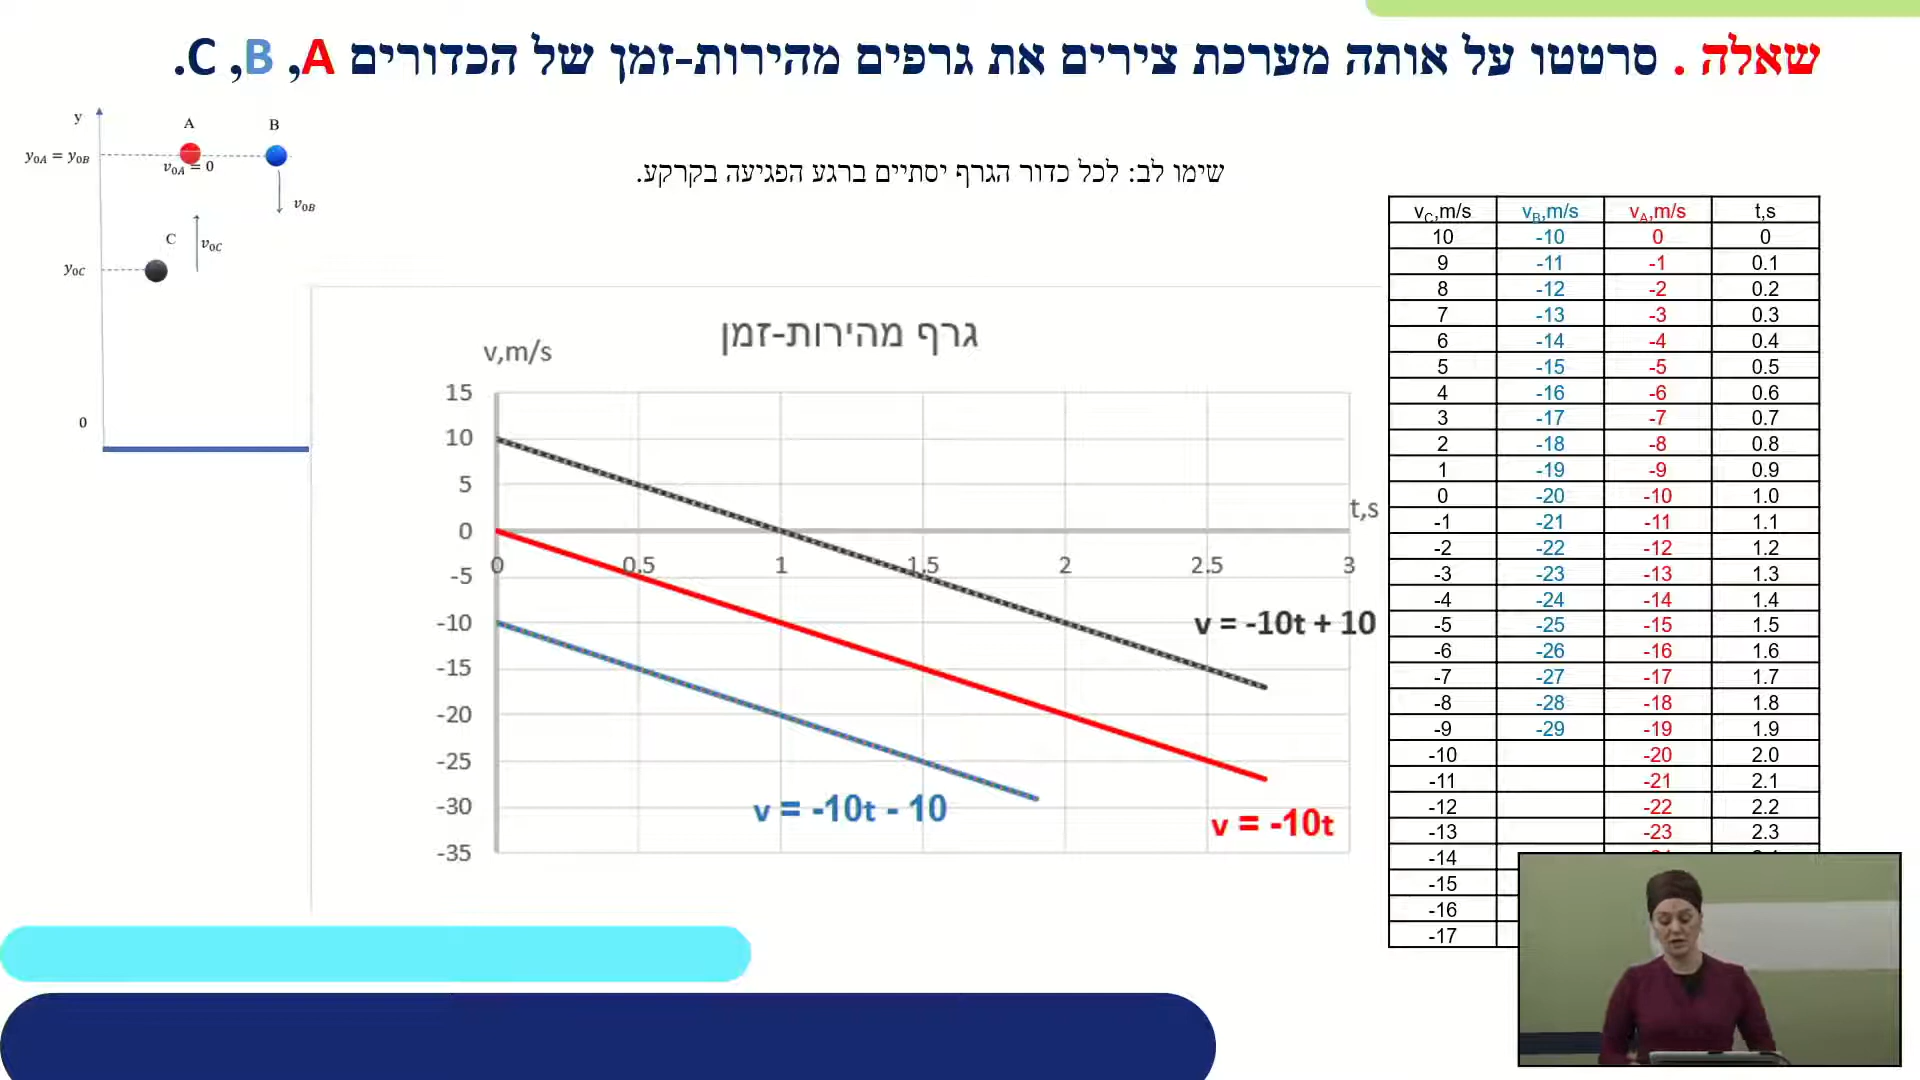 שאלה . סרטטו על אותה מערכת צירים את גרפים מהירות-זמן של הכדורים A, B, C.
y
A
B
y0A = y0B
v0A = 0
v0B
C
v0C
y0C
0
שימו לב: לכל כדור הגרף יסתיים ברגע הפגיעה בקרקע.
גרף מהירות-זמן
v,m/s
15
10
5
0
-5
-10
-15
-20
-25
-30
-35
0 0.5 1 1.5 2 2.5 3
t,s
v = -10t + 10
v = -10t - 10
v = -10t
vC,m/s vB,m/s vA,m/s t,s
10 -10 0 0
9 -11 -1 0.1
8 -12 -2 0.2
7 -13 -3 0.3
6 -14 -4 0.4
5 -15 -5 0.5
4 -16 -6 0.6
3 -17 -7 0.7
2 -18 -8 0.8
1 -19 -9 0.9
0 -20 -10 1.0
-1 -21 -11 1.1
-2 -22 -12 1.2
-3 -23 -13 1.3
-4 -24 -14 1.4
-5 -25 -15 1.5
-6 -26 -16 1.6
-7 -27 -17 1.7
-8 -28 -18 1.8
-9 -29 -19 1.9
-10 -20 2.0
-11 -21 2.1
-12 -22 2.2
-13 -23 2.3
-14
-15
-16
-17